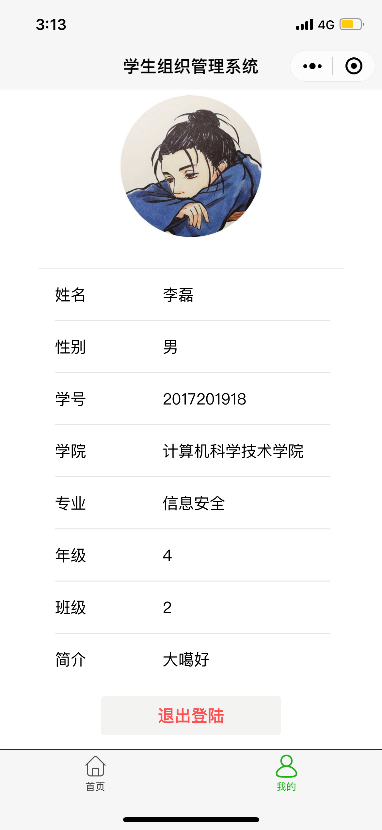 3:13 4G
学生组织管理系统
姓名 李磊
性别 男
学号 2017201918
学院 计算机科学技术学院
专业 信息安全
年级 4
班级 2
简介 大噶好
退出登陆
首页 我的